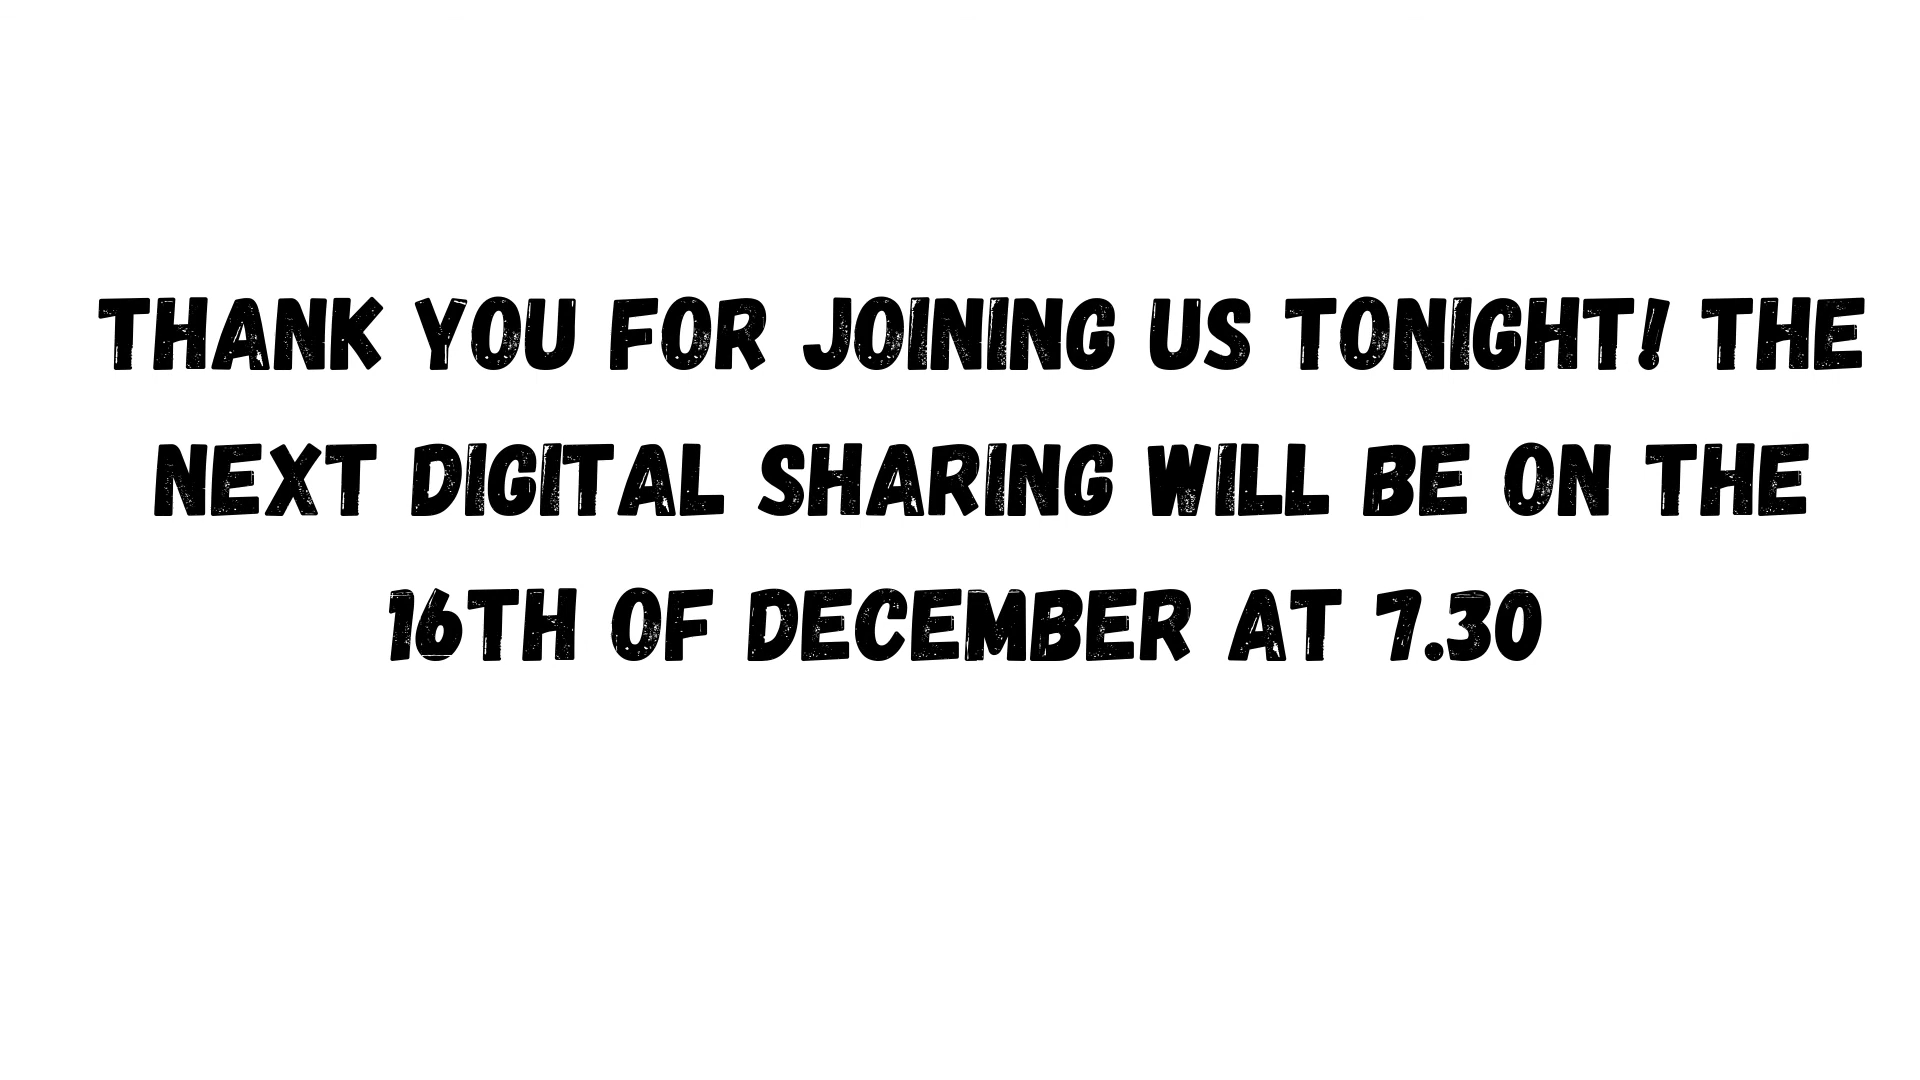 THANK YOU FOR JOINING US TONIGHT! THE
NEXT DIGITAL SHARING WILL BE ON THE
16TH OF DECEMBER AT 7.30